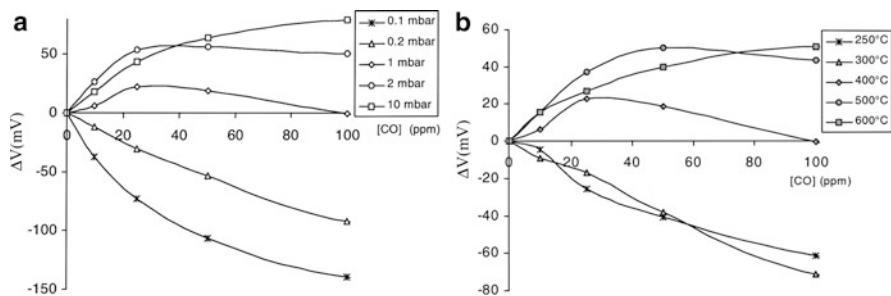 a
50
0
-50
-100
-150
ΔV(mV)
0
20
40
60
80
100
[CO] (ppm)
0.1 mbar
0.2 mbar
1 mbar
2 mbar
10 mbar
b
60
40
20
0
-20
-40
-60
-80
ΔV(mV)
0
20
40
60
80
100
[CO] (ppm)
250°C
300°C
400°C
500°C
600°C